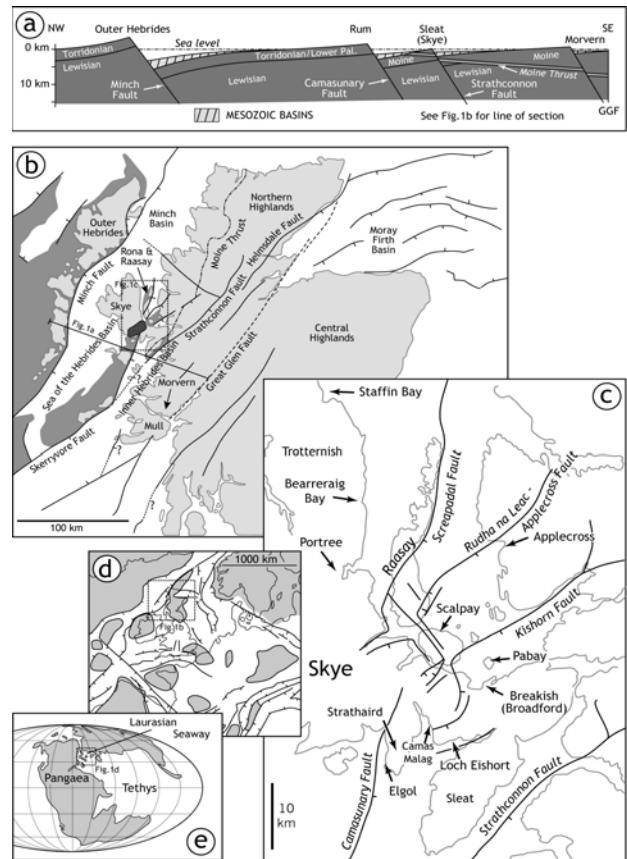 a
NW
Outer Hebrides
Rum
Sleat
(Skye)
SE
Morvern
Sea level
0 km
10 km
Torridonian
Lewisian
Torridonian/Lower Pal.
Lewisian
Moine
Lewisian
Lewisian
Moine
Moine Thrust
Minch
Fault
Camasunary
Fault
Strathconnon
Fault
MESOZOIC BASINS
See Fig.1b for line of section
GGF
b
Outer
Hebrides
Minch
Basin
Northern
Highlands
Moine Thrust
Helmsdale Fault
Moray
Firth
Basin
Rona &
Raasay
Minch Fault
Fig.1c
Skye
Strathconnon Fault
Fig.1a
Sea of the Hebrides Basin
Inner Hebrides Basin
Great Glen Fault
Central
Highlands
Morvern
Mull
Skerryvore Fault
?
?
100 km
c
Staffin Bay
Trotternish
Bearreraig
Bay
Screapadal Fault
Rudha na Leac -
Applecross Fault
Portree
Raasay
Applecross
Scalpay
Kishorn Fault
Skye
Pabay
Breakish
(Broadford)
Strathaird
Camas
Malag
Loch Eishort
Elgol
Sleat
Camasunary Fault
Strathconnon Fault
10
km
d
1000 km
Fig.1b
Laurasian
Seaway
Fig.1d
Pangaea
Tethys
e